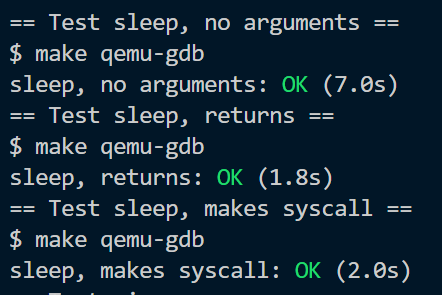 == Test sleep, no arguments ==
$ make qemu-gdb
sleep, no arguments: OK (7.0s)
== Test sleep, returns ==
$ make qemu-gdb
sleep, returns: OK (1.8s)
== Test sleep, makes syscall ==
$ make qemu-gdb
sleep, makes syscall: OK (2.0s)